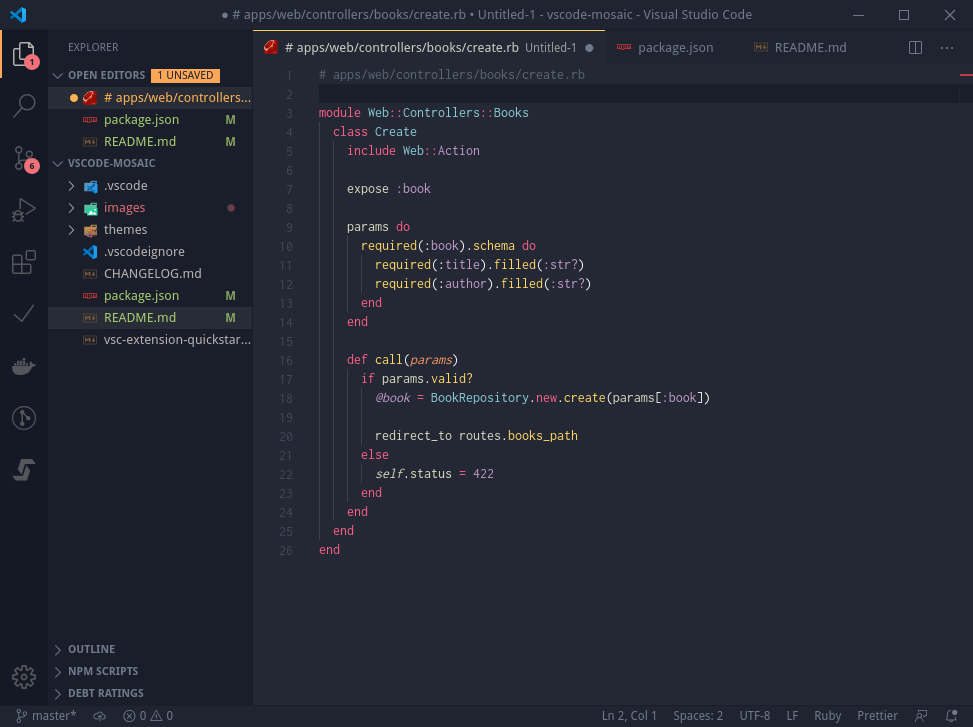 ● # apps/web/controllers/books/create.rb • Untitled-1 - vscode-mosaic - Visual Studio Code
EXPLORER
1
OPEN EDITORS 1 UNSAVED
# apps/web/controllers...
package.json M
README.md M
6
VSCODE-MOSAIC
.vscode
images
themes
.vscodeignore
CHANGELOG.md
package.json M
README.md M
vsc-extension-quickstar...
OUTLINE
NPM SCRIPTS
DEBT RATINGS
# apps/web/controllers/books/create.rb Untitled-1 ● package.json README.md ...
1 # apps/web/controllers/books/create.rb
2
3 module Web::Controllers::Books
4 class Create
5 include Web::Action
6
7 expose :book
8
9 params do
10 required(:book).schema do
11 required(:title).filled(:str?)
12 required(:author).filled(:str?)
13 end
14 end
15
16 def call(params)
17 if params.valid?
18 @book = BookRepository.new.create(params[:book])
19
20 redirect_to routes.books_path
21 else
22 self.status = 422
23 end
24 end
25 end
26 end
master* 0 0 Ln 2, Col 1 Spaces: 2 UTF-8 LF Ruby Prettier